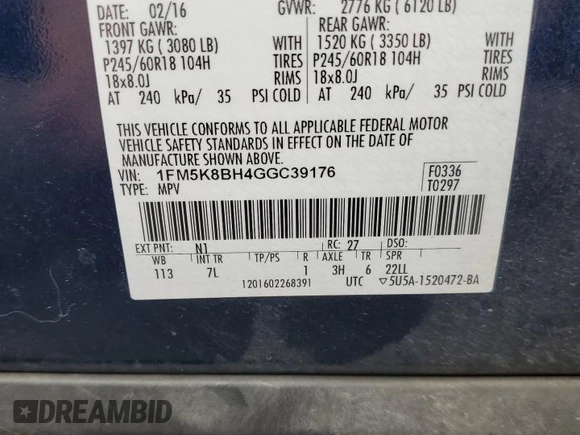 DATE: 02/16 GVWR: 2776 KG ( 6120 LB)
FRONT GAWR: REAR GAWR:
1397 KG ( 3080 LB) WITH 1520 KG ( 3350 LB) WITH
P245/60R18 104H TIRES P245/60R18 104H TIRES
18x8.0J RIMS 18x8.0J RIMS
AT 240 kPa/ 35 PSI COLD AT 240 kPa/ 35 PSI COLD
THIS VEHICLE CONFORMS TO ALL APPLICABLE FEDERAL MOTOR
VEHICLE SAFETY STANDARDS IN EFFECT ON THE DATE OF
MANUFACTURE SHOWN ABOVE.
VIN: 1FM5K8BH4GGC39176 F0336
TYPE: MPV T0297
EXT PNT: N1 RC: 27 DSO:
WB INT TR TP/PS R AXLE TR SPR
113 7L 1 3H 6 22LL
1201602268391 UTC ▽5U5A-1520472-BA
DREAMBID